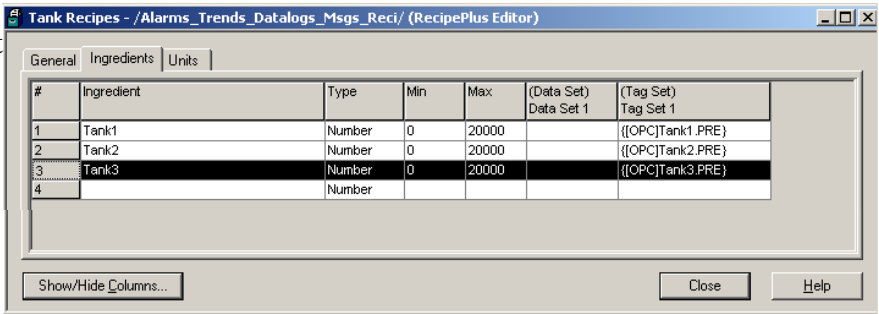 Tank Recipes - /Alarms_Trends_Datalogs_Msgs_Reci/ (RecipePlus Editor)
General Ingredients Units
# Ingredient Type Min Max (Data Set) Data Set 1 (Tag Set) Tag Set 1
1 Tank1 Number 0 20000 {[OPC]Tank1.PRE}
2 Tank2 Number 0 20000 {[OPC]Tank2.PRE}
3 Tank3 Number 0 20000 {[OPC]Tank3.PRE}
4 Number
Show/Hide Columns... Close Help